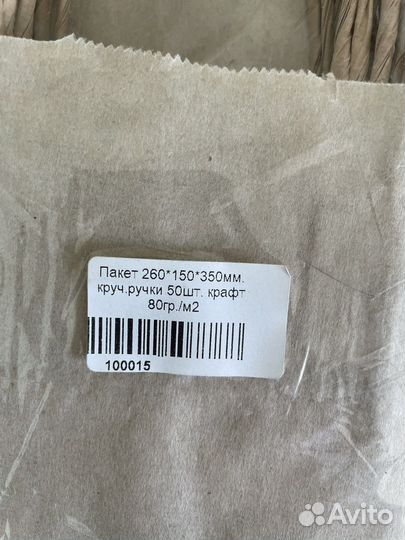 Пакет 260*150*350мм.
круч.ручки 50шт. крафт
80гр./м2
100015
Avito